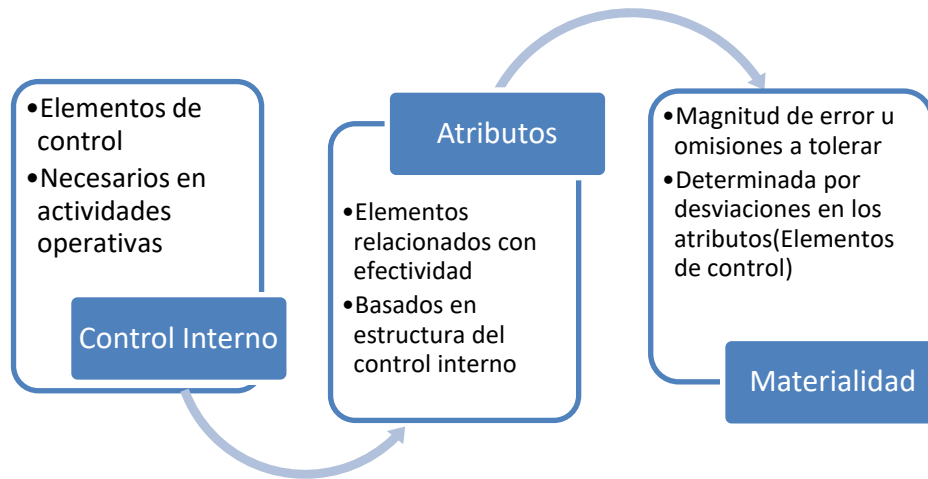 •Elementos de
control
•Necesarios en
actividades
operativas
Control Interno
Atributos
•Elementos
relacionados con
efectividad
•Basados en
estructura del
control interno
•Magnitud de error u
omisiones a tolerar
•Determinada por
desviaciones en los
atributos(Elementos
de control)
Materialidad